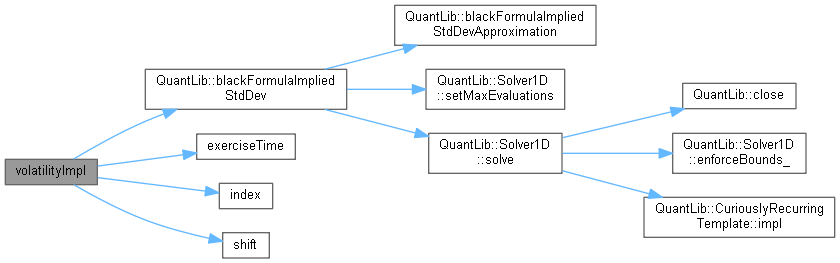 QuantLib::blackFormulaImplied
StdDevApproximation
QuantLib::blackFormulaImplied
StdDev
QuantLib::Solver1D
::setMaxEvaluations
QuantLib::close
exerciseTime
QuantLib::Solver1D
::solve
QuantLib::Solver1D
::enforceBounds_
volatilityImpl
index
QuantLib::CuriouslyRecurring
Template::impl
shift